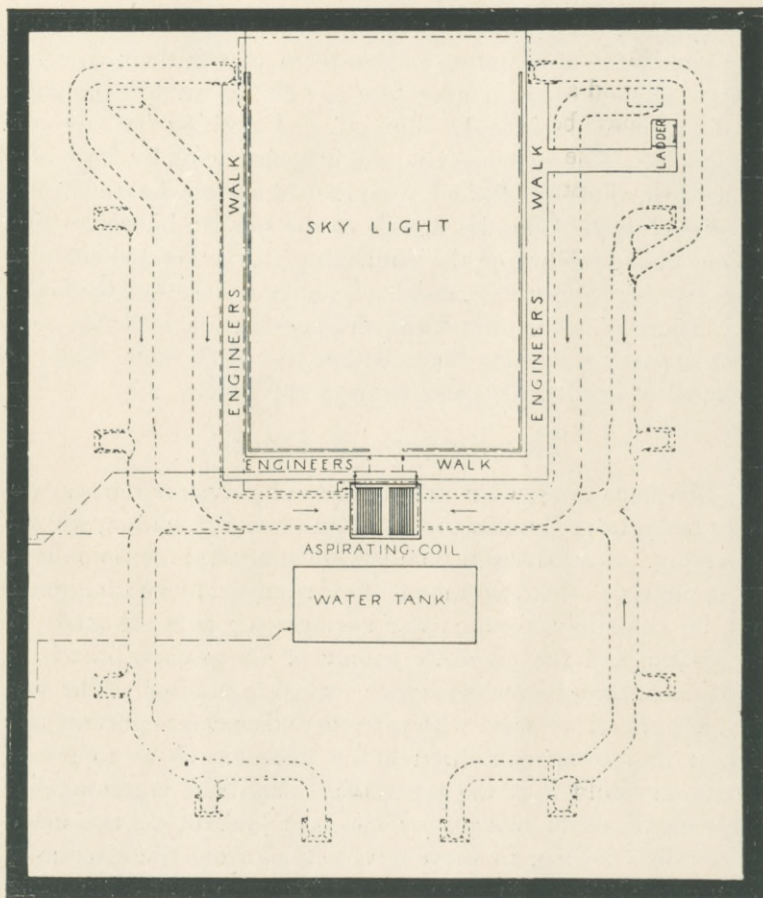 SKY LIGHT
ENGINEERS WALK
ENGINEERS WALK
LADDER
ENGINEERS WALK
ASPIRATING·COIL
WATER TANK